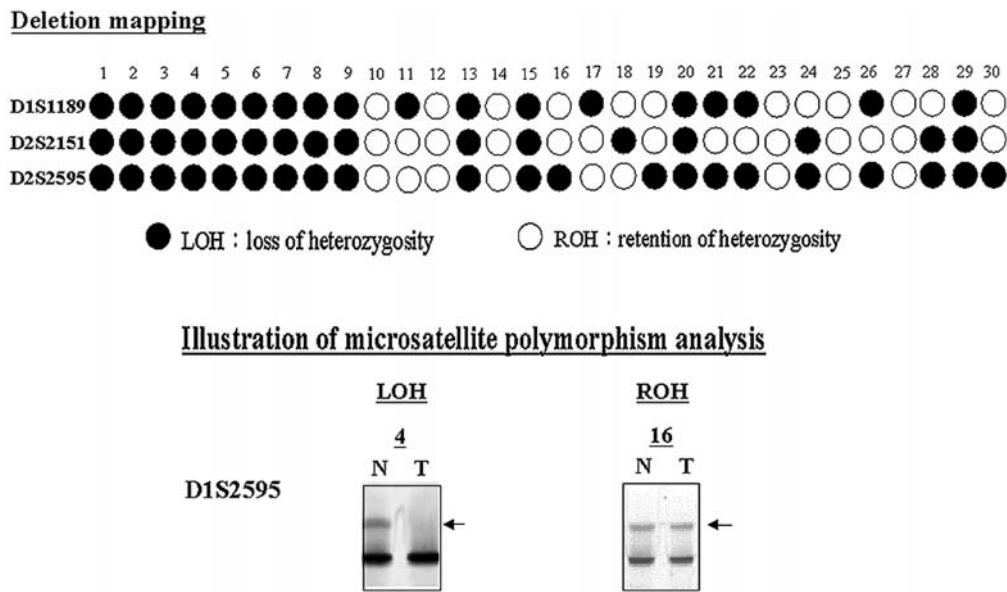 Deletion mapping
1 2 3 4 5 6 7 8 9 10 11 12 13 14 15 16 17 18 19 20 21 22 23 24 25 26 27 28 29 30
D1S1189
D2S2151
D2S2595
LOH : loss of heterozygosity ROH : retention of heterozygosity
Illustration of microsatellite polymorphism analysis
LOH ROH
4 16
N T N T
D1S2595